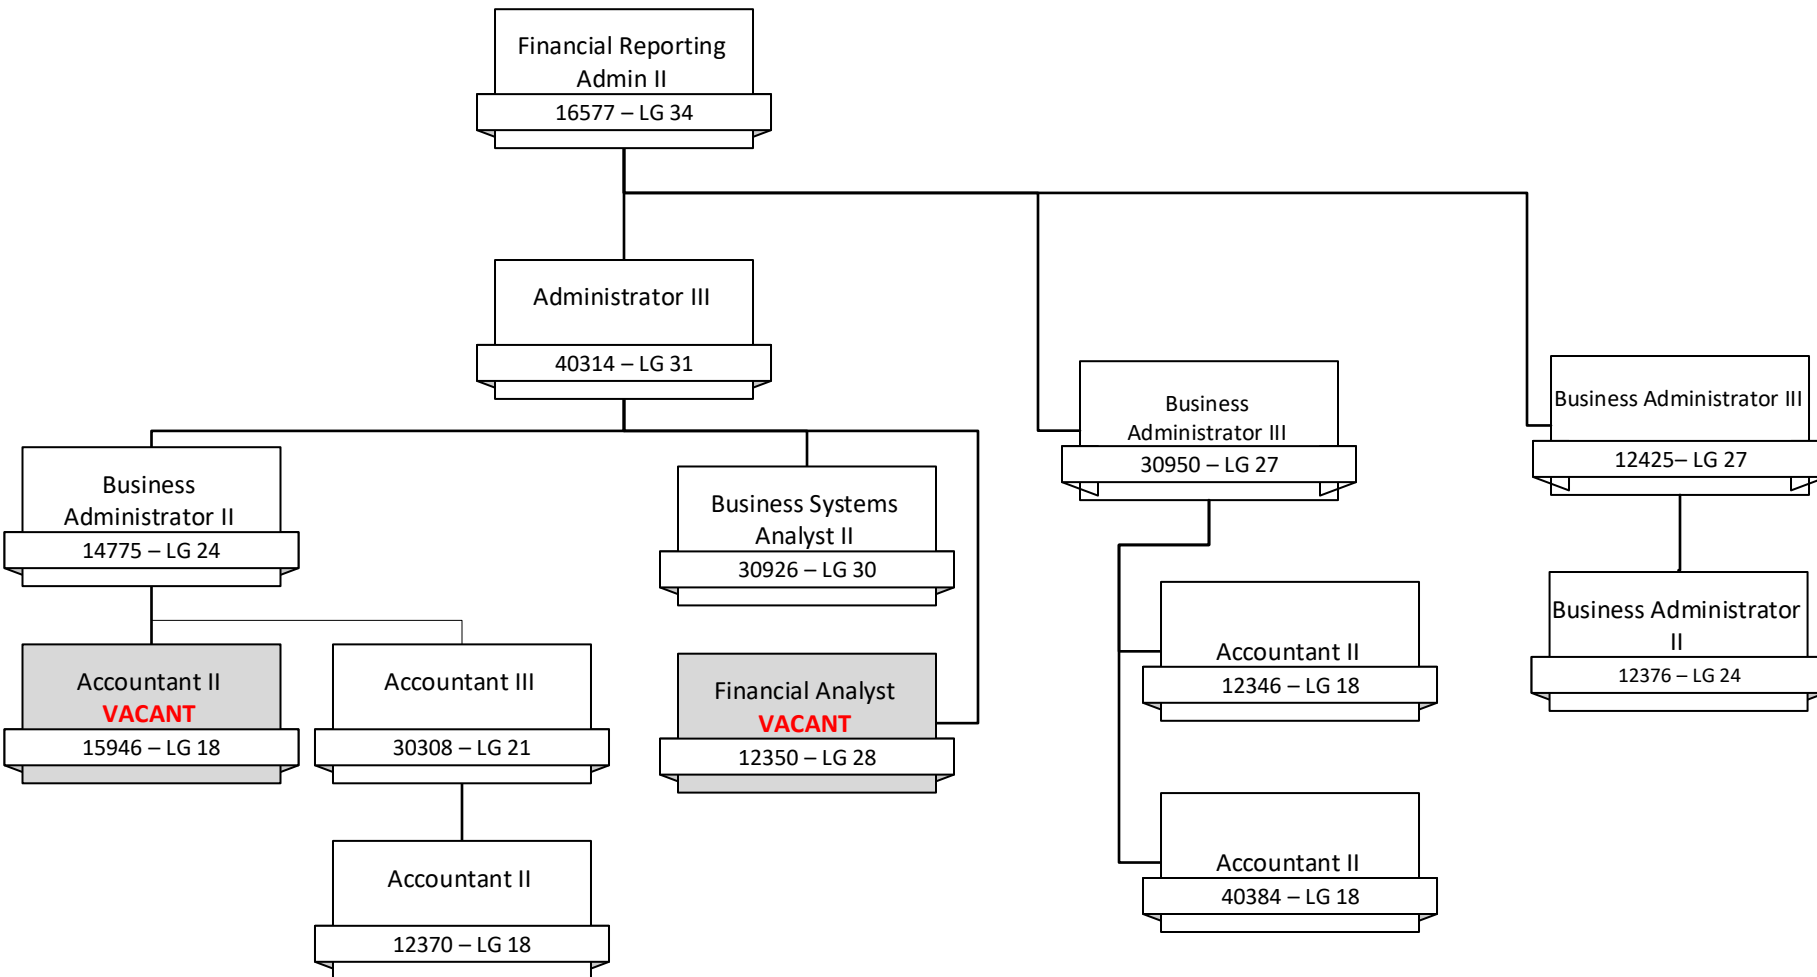 Financial Reporting
Admin II
16577 – LG 34
Administrator III
40314 – LG 31
Business
Administrator II
14775 – LG 24
Accountant II
VACANT
15946 – LG 18
Accountant III
30308 – LG 21
Accountant II
12370 – LG 18
Business Systems
Analyst II
30926 – LG 30
Financial Analyst
VACANT
12350 – LG 28
Business
Administrator III
30950 – LG 27
Accountant II
12346 – LG 18
Accountant II
40384 – LG 18
Business Administrator III
12425– LG 27
Business Administrator
II
12376 – LG 24